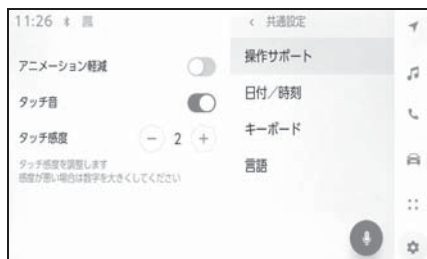 11:26
アニメーション軽減
タッチ音
タッチ感度
− 2 +
タッチ感度を調整します
感度が悪い場合は数字を大きくしてください
< 共通設定
操作サポート
日付／時刻
キーボード
言語